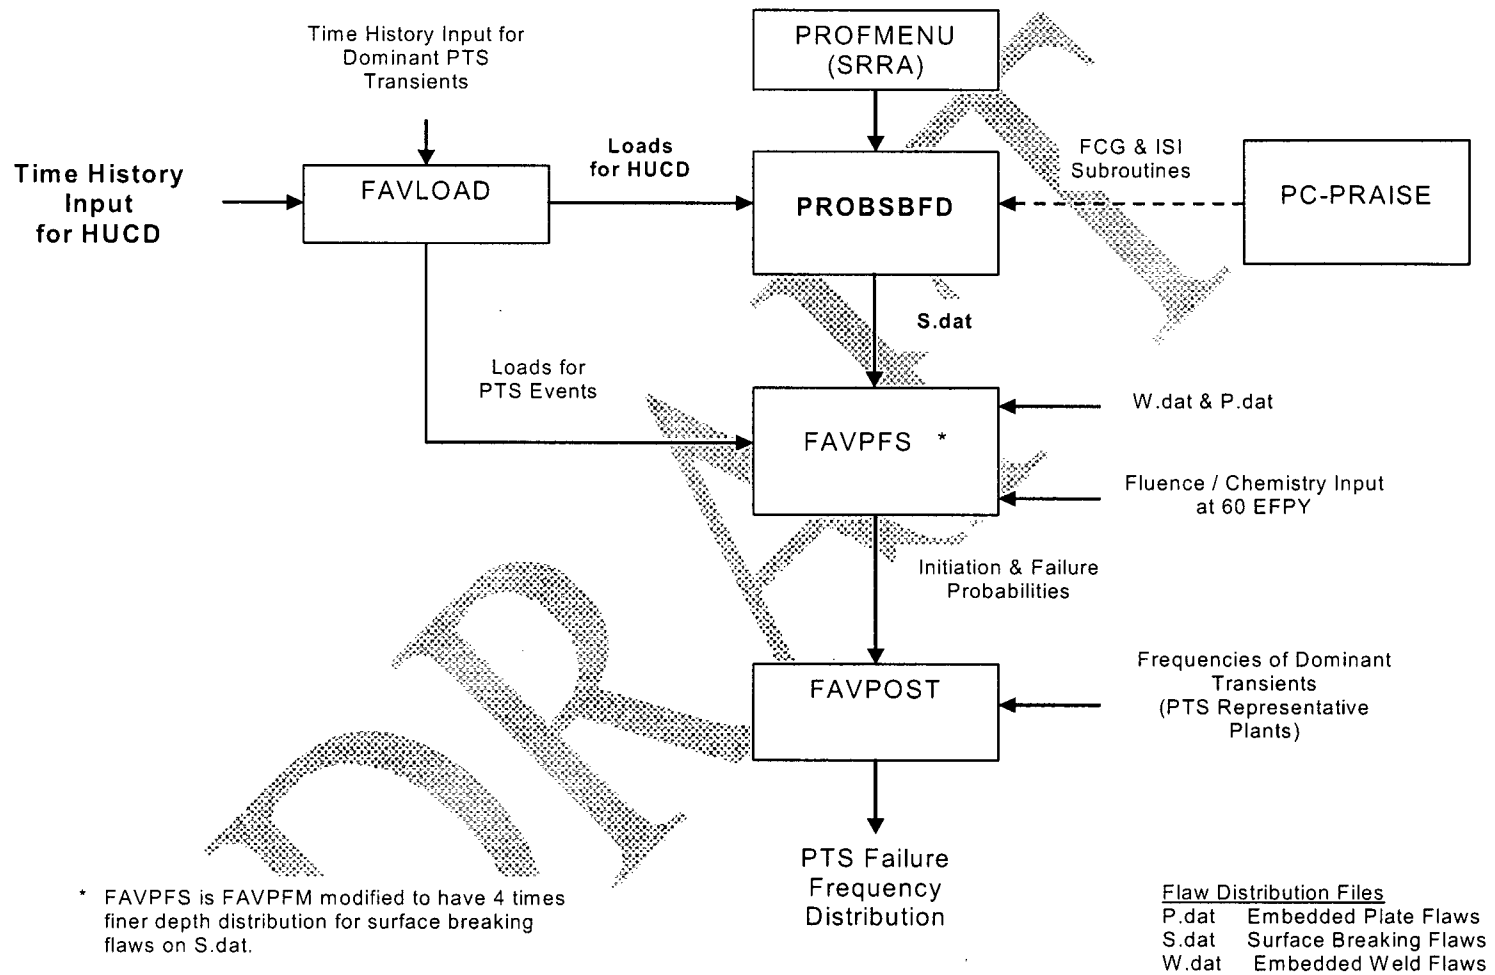 Time History Input for
Dominant PTS
Transients
PROFMENU
(SRRA)
Loads
for HUCD
FCG & ISI
Subroutines
Time History
Input
for HUCD
FAVLOAD
PROBSBFD
PC-PRAISE
S.dat
Loads for
PTS Events
W.dat & P.dat
FAVPFS *
Fluence / Chemistry Input
at 60 EFPY
Initiation & Failure
Probabilities
Frequencies of Dominant
Transients
(PTS Representative
Plants)
FAVPOST
PTS Failure
Frequency
Distribution
* FAVPFS is FAVPFM modified to have 4 times
finer depth distribution for surface breaking
flaws on S.dat.
Flaw Distribution Files
P.dat Embedded Plate Flaws
S.dat Surface Breaking Flaws
W.dat Embedded Weld Flaws